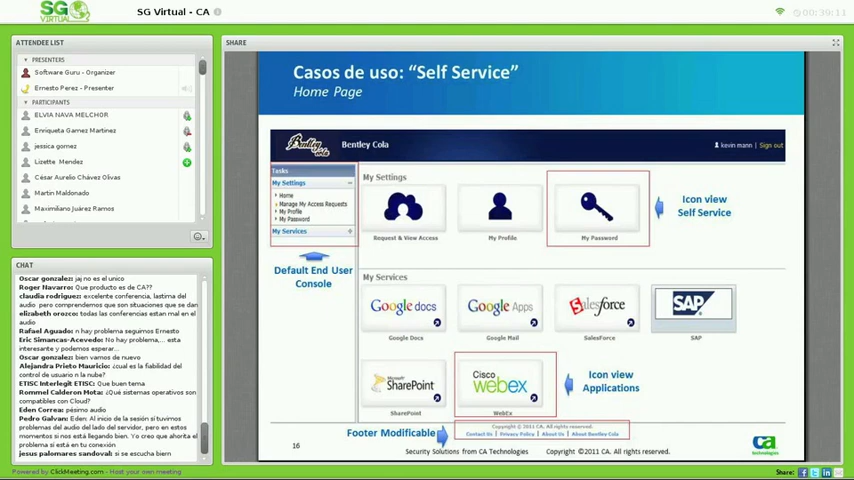 SG VIRTUAL
SG Virtual - CA
00:39:11
ATTENDEE LIST
PRESENTERS
Software Guru - Organizer
Ernesto Perez - Presenter
PARTICIPANTS
ELVIA NAVA MELCHOR
Enriqueta Gamez Martinez
jessica gomez
Lizette Mendez
César Aurelio Chávez Olivas
Martin Maldonado
Maximiliano Juárez Ramos
CHAT
Oscar gonzalez: jaj no es el unico
Roger Navarro: Que producto es de CA??
claudia rodriguez: excelente conferencia, lastima del
audio pero comprendemos que son situaciones que se dan
elizabeth orozco: todas las conferencias estan mal en el
audio
Rafael Aguado: n hay problema seguimos Ernesto
Eric Simancas-Acevedo: No hay problema,... esta
interesante y podemos esperar...
Oscar gonzalez: bien vamos de nuevo
Alejandra Prieto Mauricio: ¿cual es la fiabilidad del
control de usuario n la nube?
ETISC Interlegit ETISC: Que buen tema
Rommel Calderon Mota: ¿Qué sistemas operativos son
compatibles con Cloud?
Eden Correa: pésimo audio
Pedro Galvan: Eden: Al inicio de la sesión si tuvimos
problemas del audio del lado del servidor, pero en estos
momentos si nos está llegando bien. Yo creo que ahorita el
problema si está en tu conexión
jesus palomares sandoval: si se escucha bien
Powered by ClickMeeting.com - Host your own meeting
SHARE
Casos de uso: “Self Service”
Home Page
Bentley Cola
Bentley Cola
kevin mann | Sign out
Tasks
My Settings
Home
Manage My Access Requests
My Profile
My Password
My Services
Default End User
Console
My Settings
Request & View Access
My Profile
My Password
Icon view
Self Service
My Services
Google docs
Google Docs
Google Apps
Google Mail
Salesforce
SalesForce
SAP
SAP
Microsoft
SharePoint
SharePoint
Cisco
webex
WebEx
Icon view
Applications
Footer Modificable
Copyright © 2011 CA. All rights reserved.
Contact Us | Privacy Policy | About Us | About Bentley Cola
16
Security Solutions from CA Technologies
Copyright ©2011 CA. All rights reserved.
ca
technologies
Share: